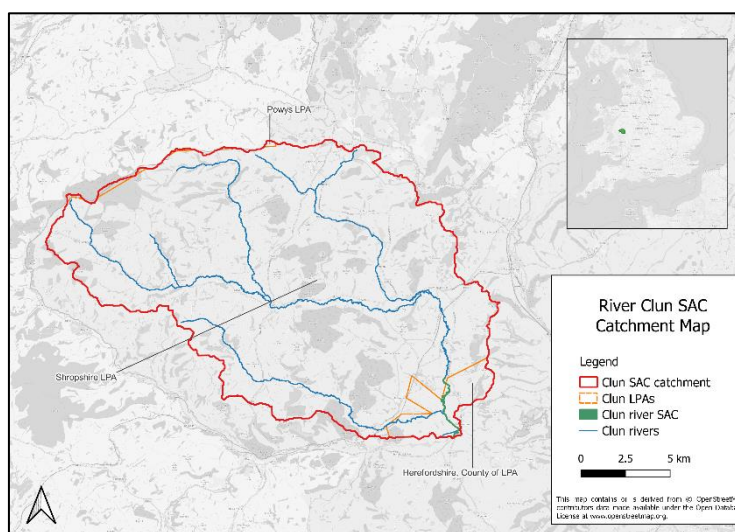 Powys LPA
Shropshire LPA
Herefordshire, County of LPA
River Clun SAC
Catchment Map
Legend
Clun SAC catchment
Clun LPAs
Clun river SAC
Clun rivers
0 2.5 5 km
This map contains or is derived from © OpenStreetM
contributors data made available under the Open Databa
License at www.openstreetmap.org.